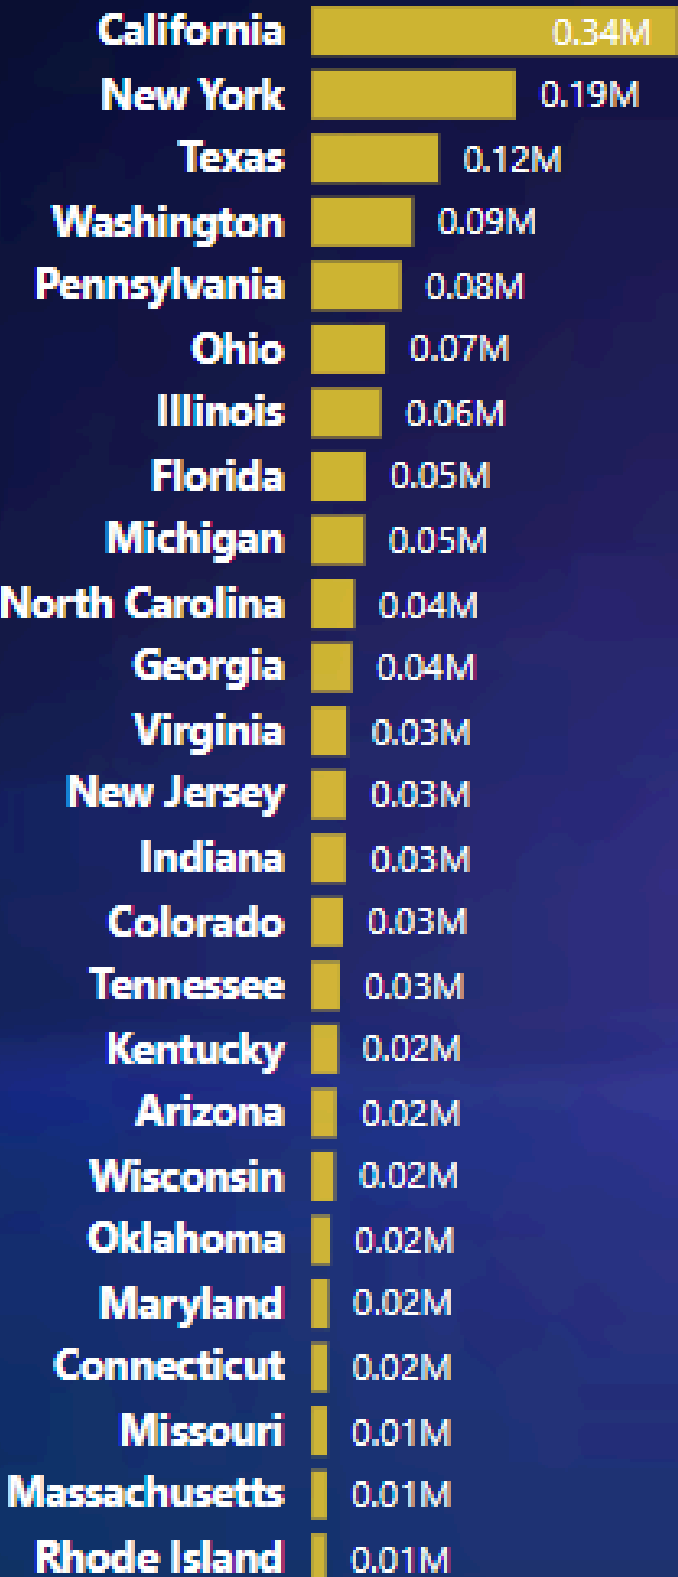 California 0.34M
New York 0.19M
Texas 0.12M
Washington 0.09M
Pennsylvania 0.08M
Ohio 0.07M
Illinois 0.06M
Florida 0.05M
Michigan 0.05M
North Carolina 0.04M
Georgia 0.04M
Virginia 0.03M
New Jersey 0.03M
Indiana 0.03M
Colorado 0.03M
Tennessee 0.03M
Kentucky 0.02M
Arizona 0.02M
Wisconsin 0.02M
Oklahoma 0.02M
Maryland 0.02M
Connecticut 0.02M
Missouri 0.01M
Massachusetts 0.01M
Rhode Island 0.01M